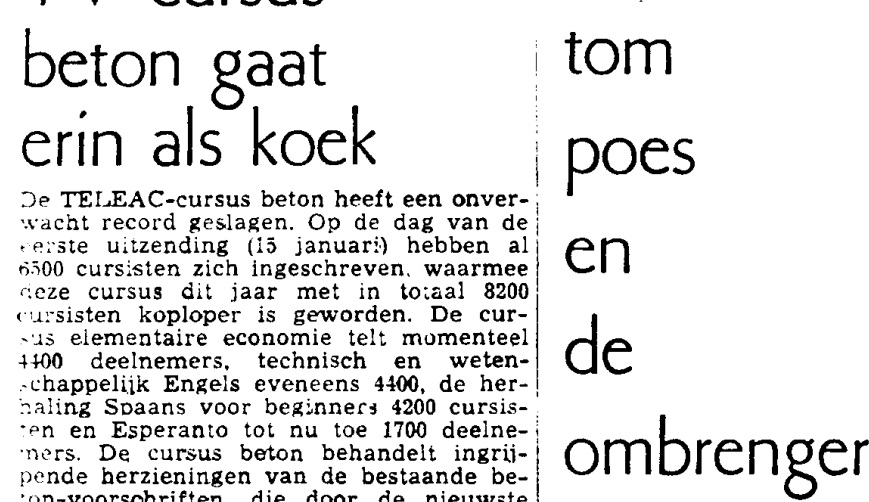 TV-cursus
beton gaat
erin als koek
De TELEAC-cursus beton heeft een onver-
wacht record geslagen. Op de dag van de
eerste uitzending (15 januari) hebben al
6500 cursisten zich ingeschreven, waarmee
deze cursus dit jaar met in totaal 8200
cursisten koploper is geworden. De cur-
sus elementaire economie telt momenteel
4400 deelnemers, technisch en weten-
schappelijk Engels eveneens 4400, de her-
haling Spaans voor beginners 4200 cursis-
ten en Esperanto tot nu toe 1700 deelne-
mers. De cursus beton behandelt ingrij-
pende herzieningen van de bestaande be-
ton-voorschriften, die door de nieuwste
tom
poes
en
de
ombrenger